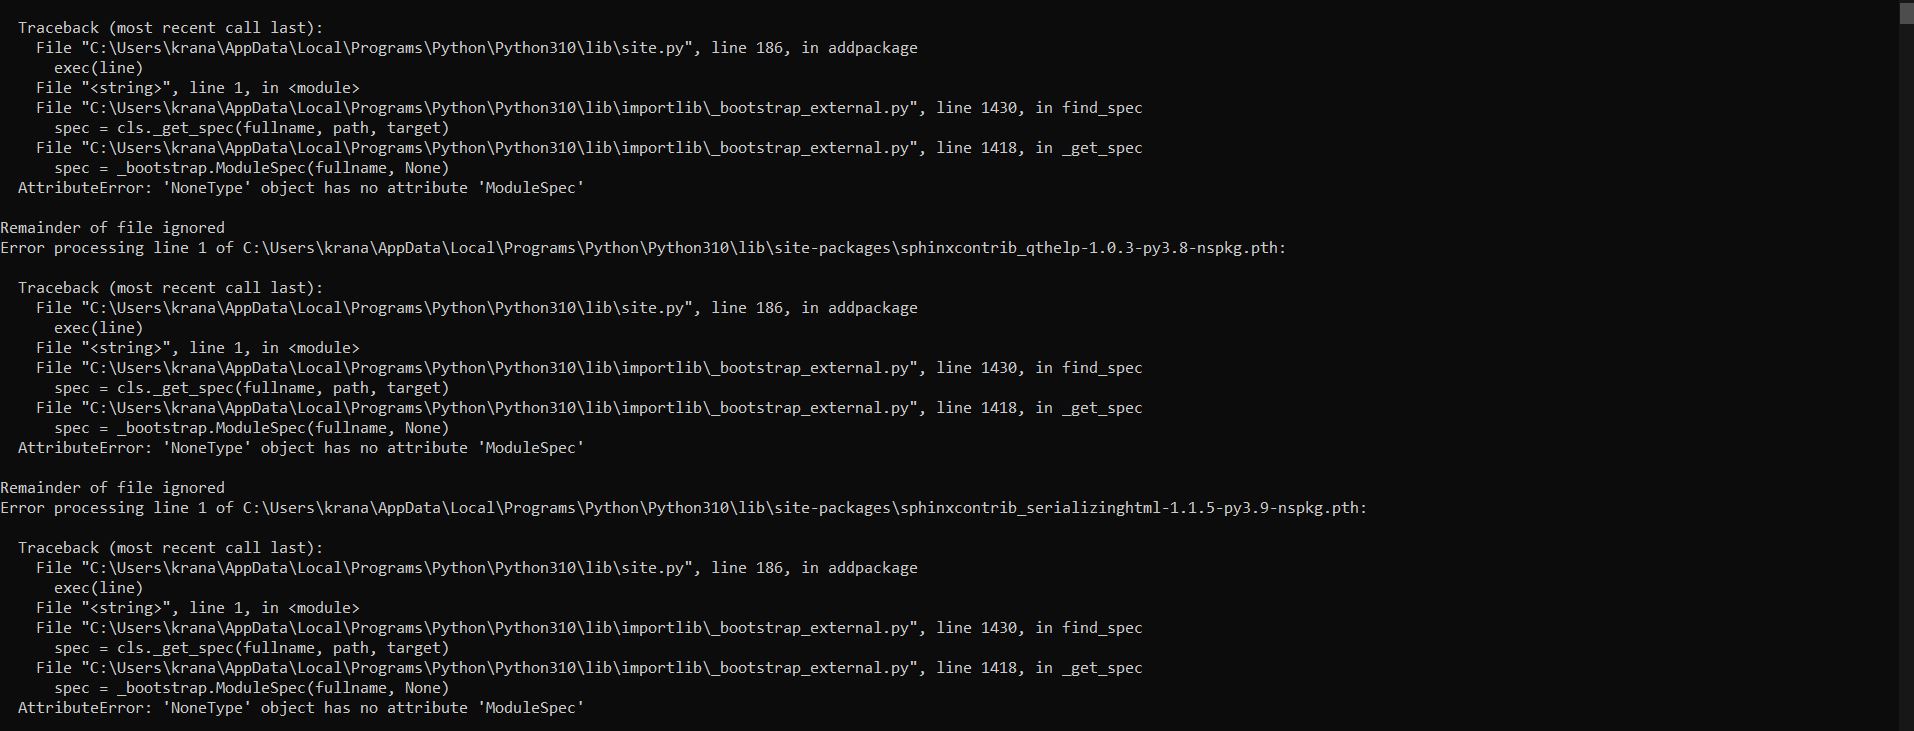 Traceback (most recent call last):
File "C:\Users\krana\AppData\Local\Programs\Python\Python310\lib\site.py", line 186, in addpackage
exec(line)
File "<string>", line 1, in <module>
File "C:\Users\krana\AppData\Local\Programs\Python\Python310\lib\importlib\_bootstrap_external.py", line 1430, in find_spec
spec = cls._get_spec(fullname, path, target)
File "C:\Users\krana\AppData\Local\Programs\Python\Python310\lib\importlib\_bootstrap_external.py", line 1418, in _get_spec
spec = _bootstrap.ModuleSpec(fullname, None)
AttributeError: 'NoneType' object has no attribute 'ModuleSpec'
Remainder of file ignored
Error processing line 1 of C:\Users\krana\AppData\Local\Programs\Python\Python310\lib\site-packages\sphinxcontrib_qthelp-1.0.3-py3.8-nspkg.pth:
Traceback (most recent call last):
File "C:\Users\krana\AppData\Local\Programs\Python\Python310\lib\site.py", line 186, in addpackage
exec(line)
File "<string>", line 1, in <module>
File "C:\Users\krana\AppData\Local\Programs\Python\Python310\lib\importlib\_bootstrap_external.py", line 1430, in find_spec
spec = cls._get_spec(fullname, path, target)
File "C:\Users\krana\AppData\Local\Programs\Python\Python310\lib\importlib\_bootstrap_external.py", line 1418, in _get_spec
spec = _bootstrap.ModuleSpec(fullname, None)
AttributeError: 'NoneType' object has no attribute 'ModuleSpec'
Remainder of file ignored
Error processing line 1 of C:\Users\krana\AppData\Local\Programs\Python\Python310\lib\site-packages\sphinxcontrib_serializinghtml-1.1.5-py3.9-nspkg.pth:
Traceback (most recent call last):
File "C:\Users\krana\AppData\Local\Programs\Python\Python310\lib\site.py", line 186, in addpackage
exec(line)
File "<string>", line 1, in <module>
File "C:\Users\krana\AppData\Local\Programs\Python\Python310\lib\importlib\_bootstrap_external.py", line 1430, in find_spec
spec = cls._get_spec(fullname, path, target)
File "C:\Users\krana\AppData\Local\Programs\Python\Python310\lib\importlib\_bootstrap_external.py", line 1418, in _get_spec
spec = _bootstrap.ModuleSpec(fullname, None)
AttributeError: 'NoneType' object has no attribute 'ModuleSpec'